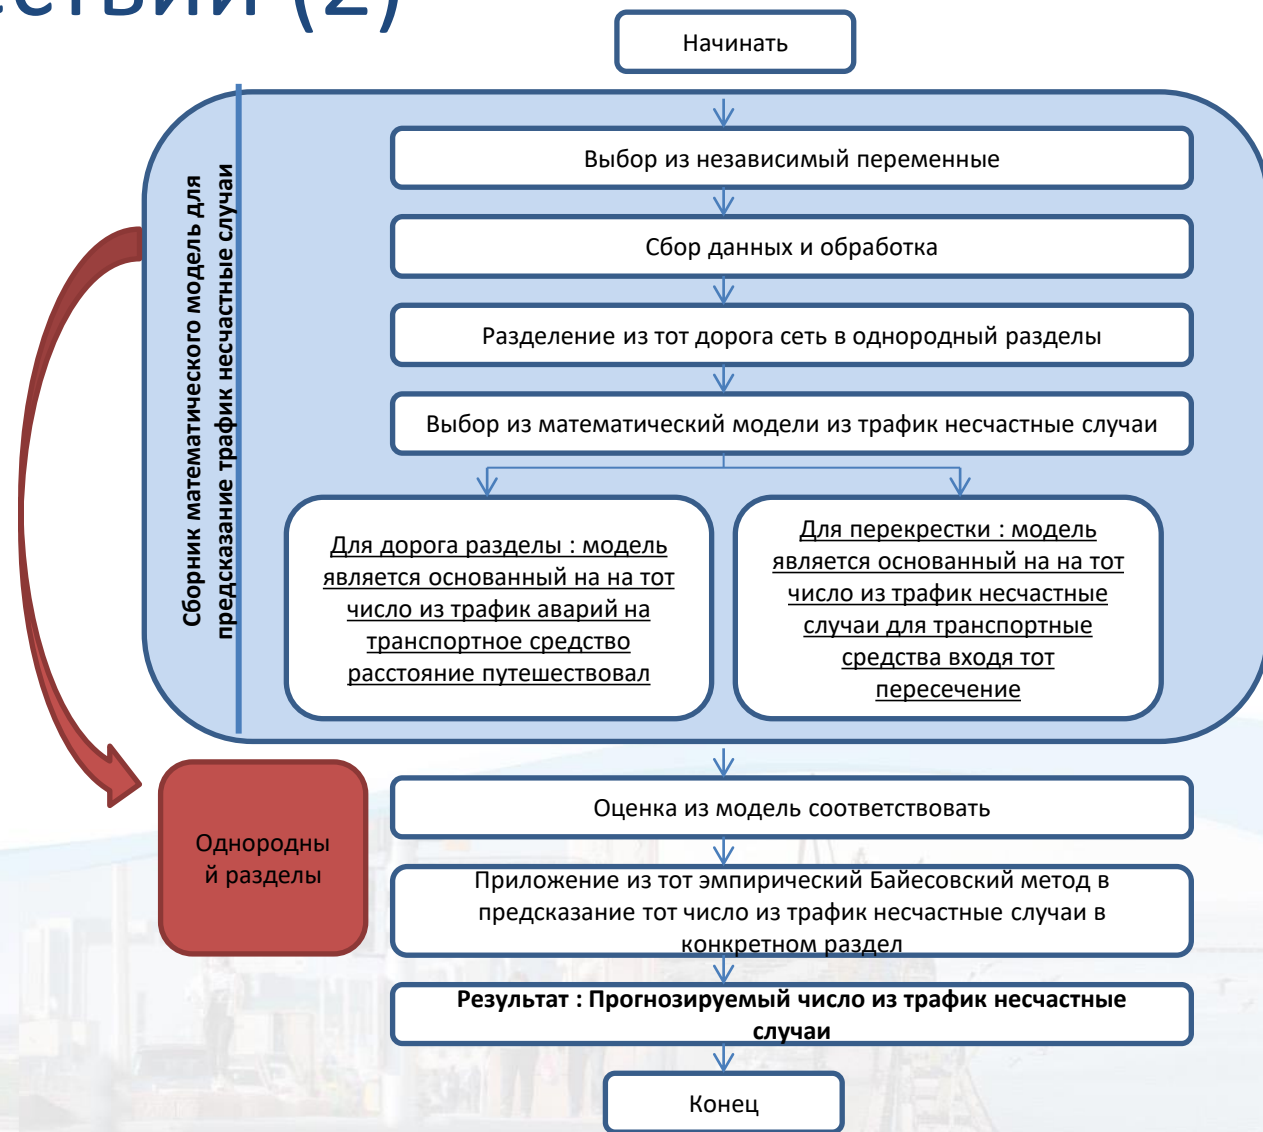 ствий (2)
Начинать
Сборник математического модель для
предсказание трафик несчастные случаи
Выбор из независимый переменные
Сбор данных и обработка
Разделение из тот дорога сеть в однородный разделы
Выбор из математический модели из трафик несчастные случаи
Для дорога разделы : модель
является основанный на на тот
число из трафик аварий на
транспортное средство
расстояние путешествовал
Для перекрестки : модель
является основанный на на тот
число из трафик несчастные
случаи для транспортные
средства входя тот
пересечение
Однородны
й разделы
Оценка из модель соответствовать
Приложение из тот эмпирический Байесовский метод в
предсказание тот число из трафик несчастные случаи в
конкретном раздел
Результат : Прогнозируемый число из трафик несчастные
случаи
Конец